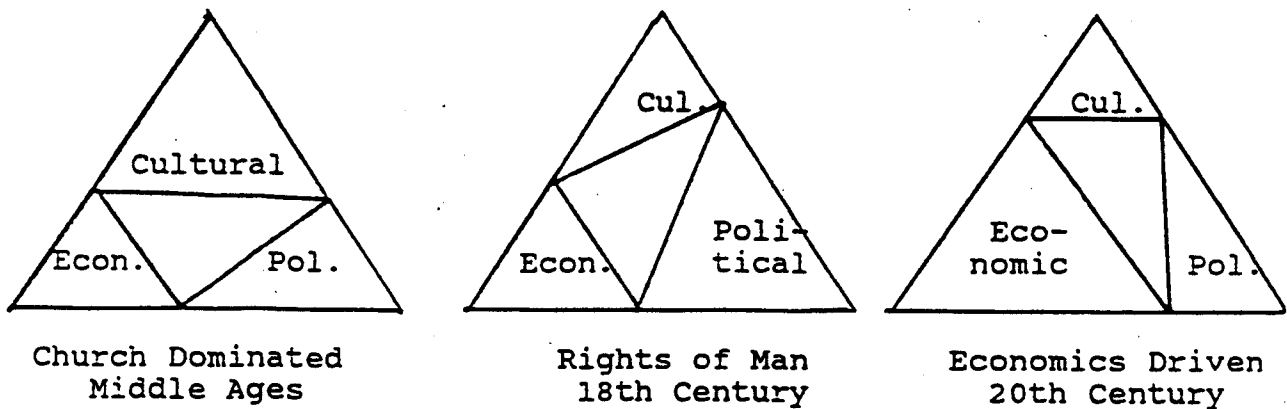 Cultural
Econ.
Pol.
Church Dominated
Middle Ages
Cul.
Econ.
Poli-
tical
Rights of Man
18th Century
Cul.
Eco-
nomic
Pol.
Economics Driven
20th Century